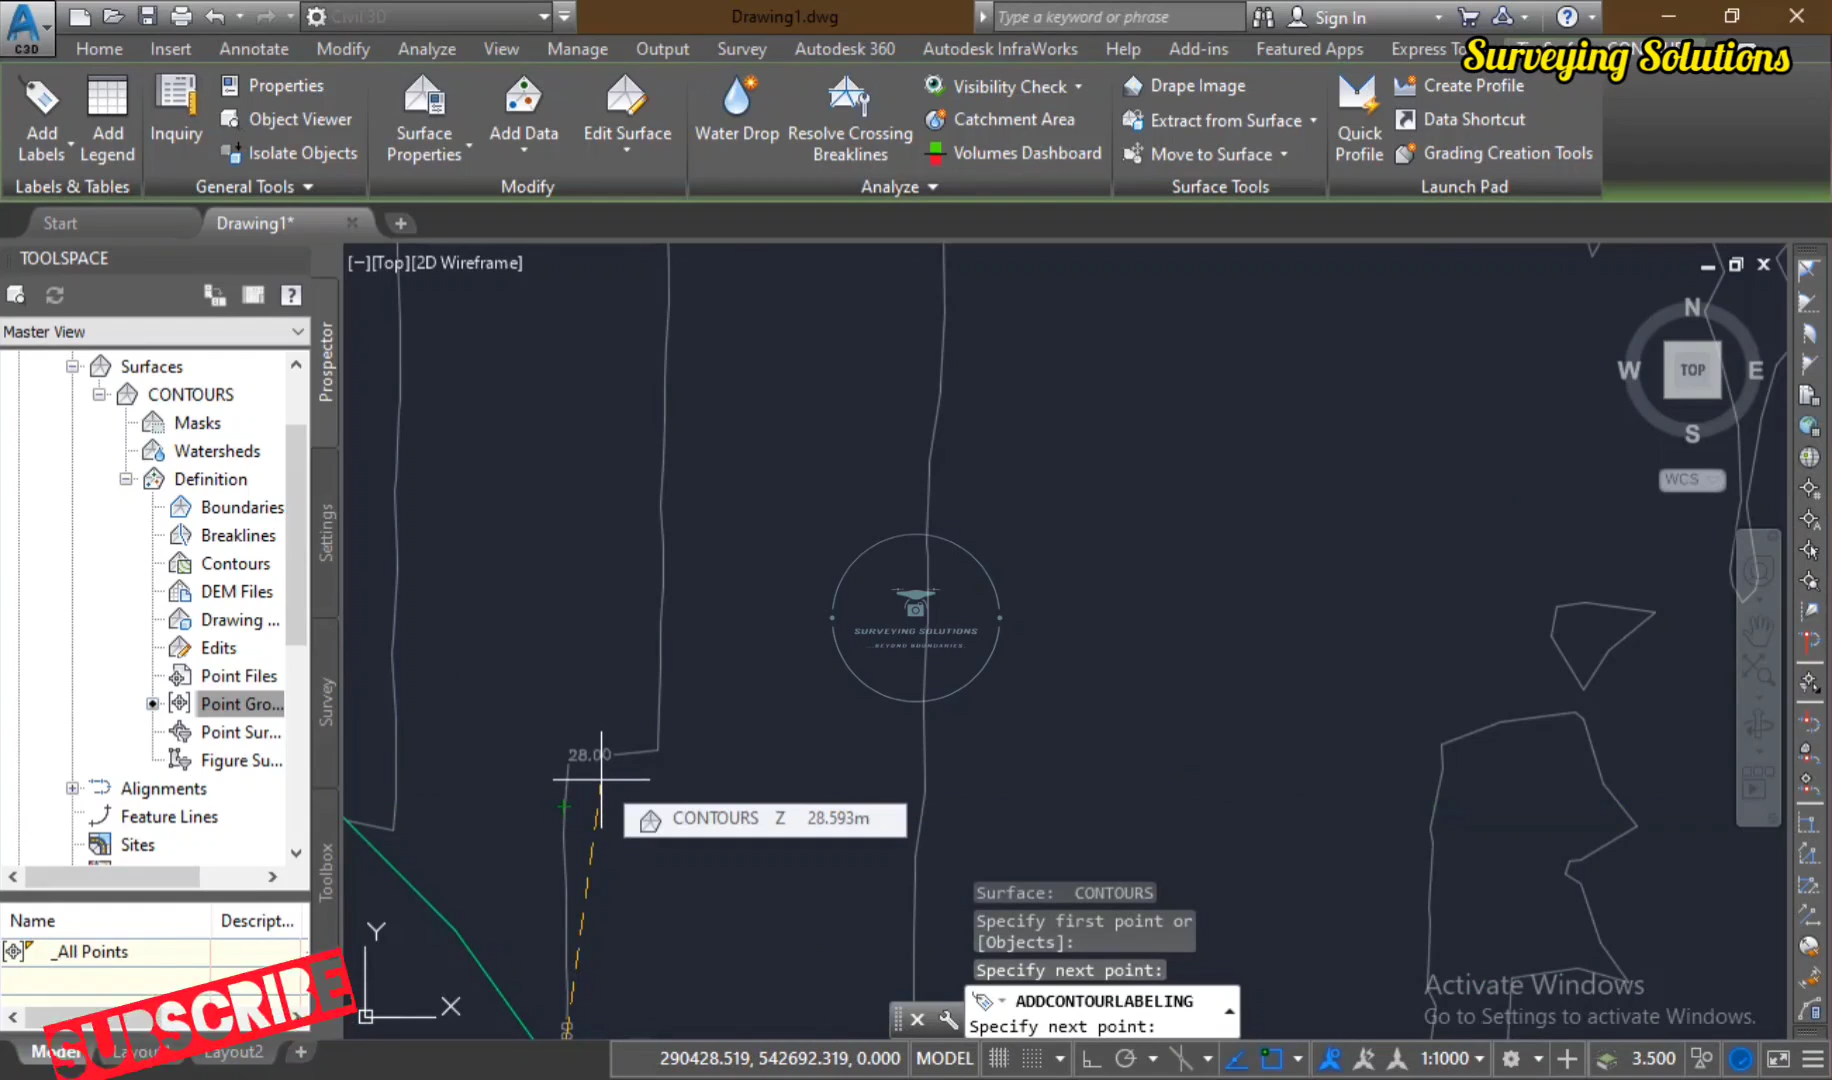 Civil 3D
Drawing1.dwg
Type a keyword or phrase
Sign In
C3D
Home
Insert
Annotate
Modify
Analyze
View
Manage
Output
Survey
Autodesk 360
Autodesk InfraWorks
Help
Add-ins
Featured Apps
Surveying Solutions
Add Labels
Add Legend
Inquiry
Properties
Object Viewer
Isolate Objects
Surface Properties
Add Data
Edit Surface
Water Drop
Resolve Crossing Breaklines
Visibility Check
Catchment Area
Volumes Dashboard
Drape Image
Extract from Surface
Move to Surface
Quick Profile
Create Profile
Data Shortcut
Grading Creation Tools
Labels & Tables
General Tools
Modify
Analyze
Surface Tools
Launch Pad
Start
Drawing1*
TOOLSPACE
Master View
Surfaces
CONTOURS
Masks
Watersheds
Definition
Boundaries
Breaklines
Contours
DEM Files
Drawing ...
Edits
Point Files
Point Gro...
Point Sur...
Figure Su...
Alignments
Feature Lines
Sites
Prospector
Settings
Survey
Toolbox
Name
Descript...
_All Points
SUBSCRIBE
[−][Top][2D Wireframe]
N
W
TOP
E
S
WCS
SURVEYING SOLUTIONS
...BEYOND BOUNDARIES.
28.00
CONTOURS Z 28.593m
Y
X
Surface: CONTOURS
Specify first point or
[Objects]:
Specify next point:
ADDCONTOURLABELING
Specify next point:
Activate Windows
Go to Settings to activate Windows.
Model
Layout2
290428.519, 542692.319, 0.000
MODEL
1:1000
3.500